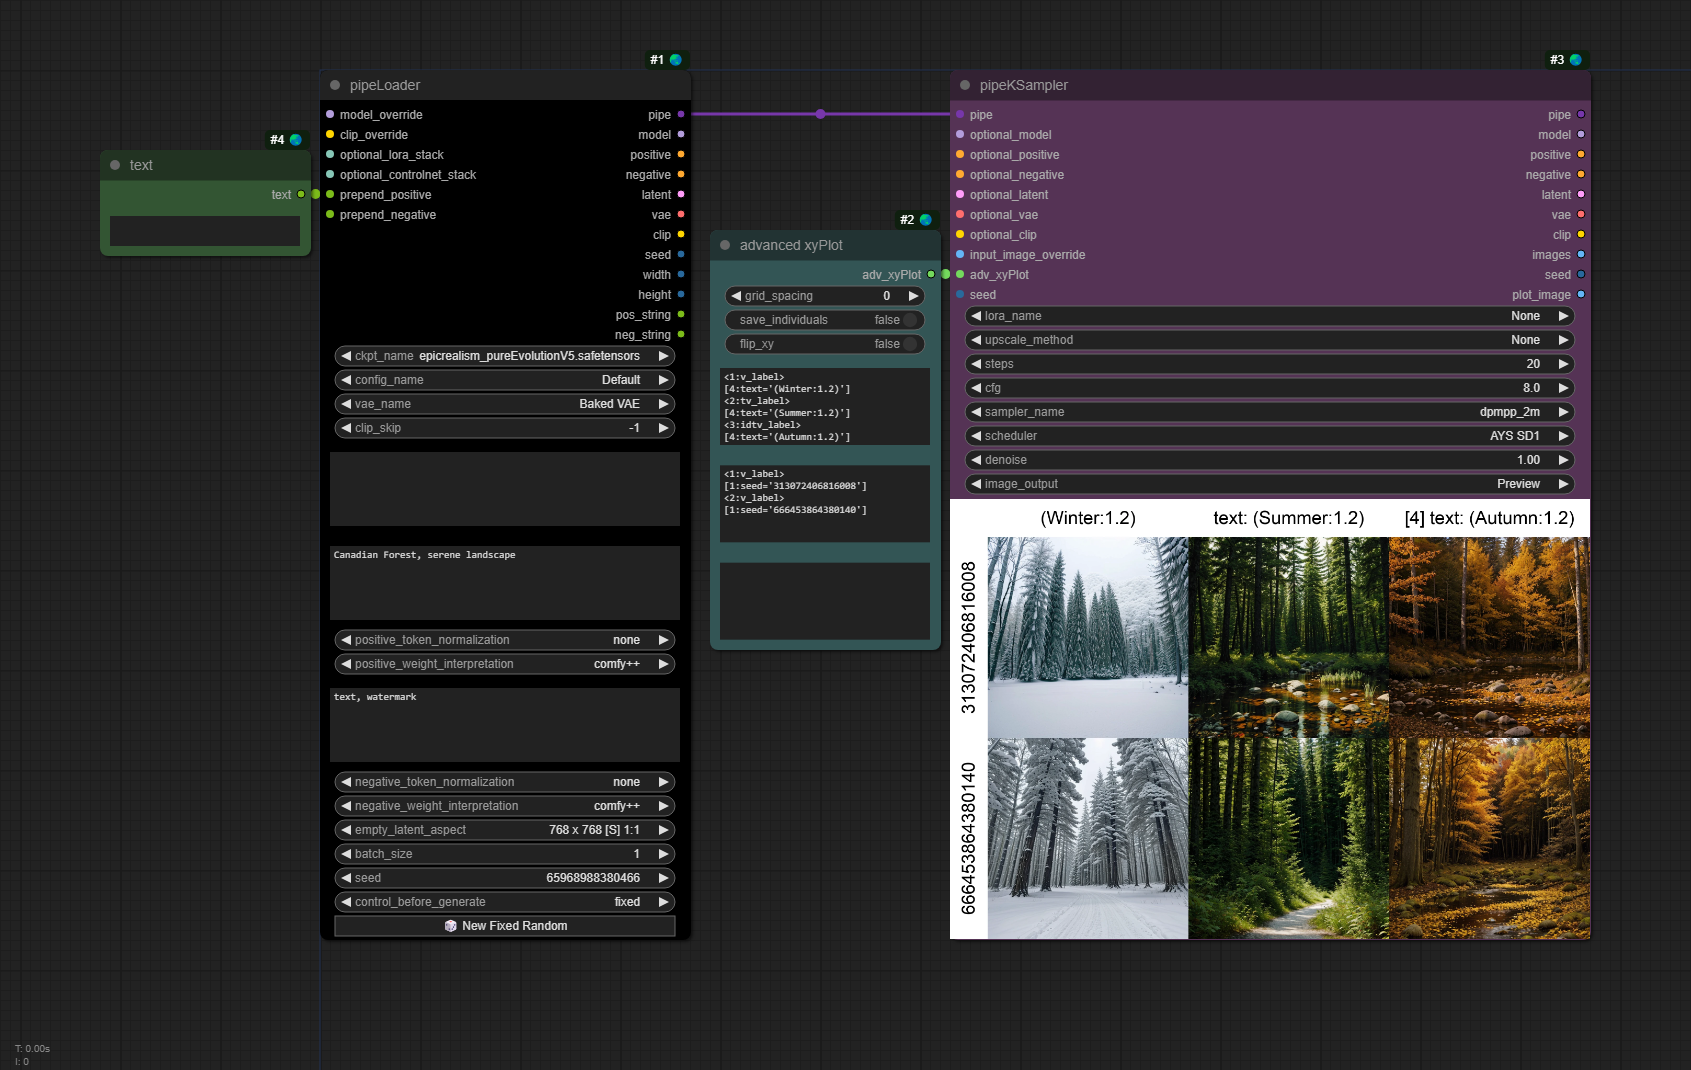 #4
text
text
#1
pipeLoader
model_override
pipe
clip_override
model
optional_lora_stack
positive
optional_controlnet_stack
negative
prepend_positive
latent
prepend_negative
vae
clip
seed
width
height
pos_string
neg_string
ckpt_name epicrealism_pureEvolutionV5.safetensors
config_name Default
vae_name Baked VAE
clip_skip -1
Canadian Forest, serene landscape
positive_token_normalization none
positive_weight_interpretation comfy++
text, watermark
negative_token_normalization none
negative_weight_interpretation comfy++
empty_latent_aspect 768 x 768 [S] 1:1
batch_size 1
seed 65968988380466
control_before_generate fixed
New Fixed Random
#2
advanced xyPlot
adv_xyPlot
grid_spacing 0
save_individuals false
flip_xy false
<1:v_label>
[4:text='(Winter:1.2)']
<2:tv_label>
[4:text='(Summer:1.2)']
<3:idtv_label>
[4:text='(Autumn:1.2)']
<1:v_label>
[1:seed='313072406816008']
<2:v_label>
[1:seed='666453864380140']
#3
pipeKSampler
pipe
pipe
optional_model
model
optional_positive
positive
optional_negative
negative
optional_latent
latent
optional_vae
vae
optional_clip
clip
input_image_override
images
adv_xyPlot
seed
seed
plot_image
lora_name None
upscale_method None
steps 20
cfg 8.0
sampler_name dpmpp_2m
scheduler AYS SD1
denoise 1.00
image_output Preview
(Winter:1.2)
text: (Summer:1.2)
[4] text: (Autumn:1.2)
313072406816008
666453864380140
T: 0.00s
I: 0